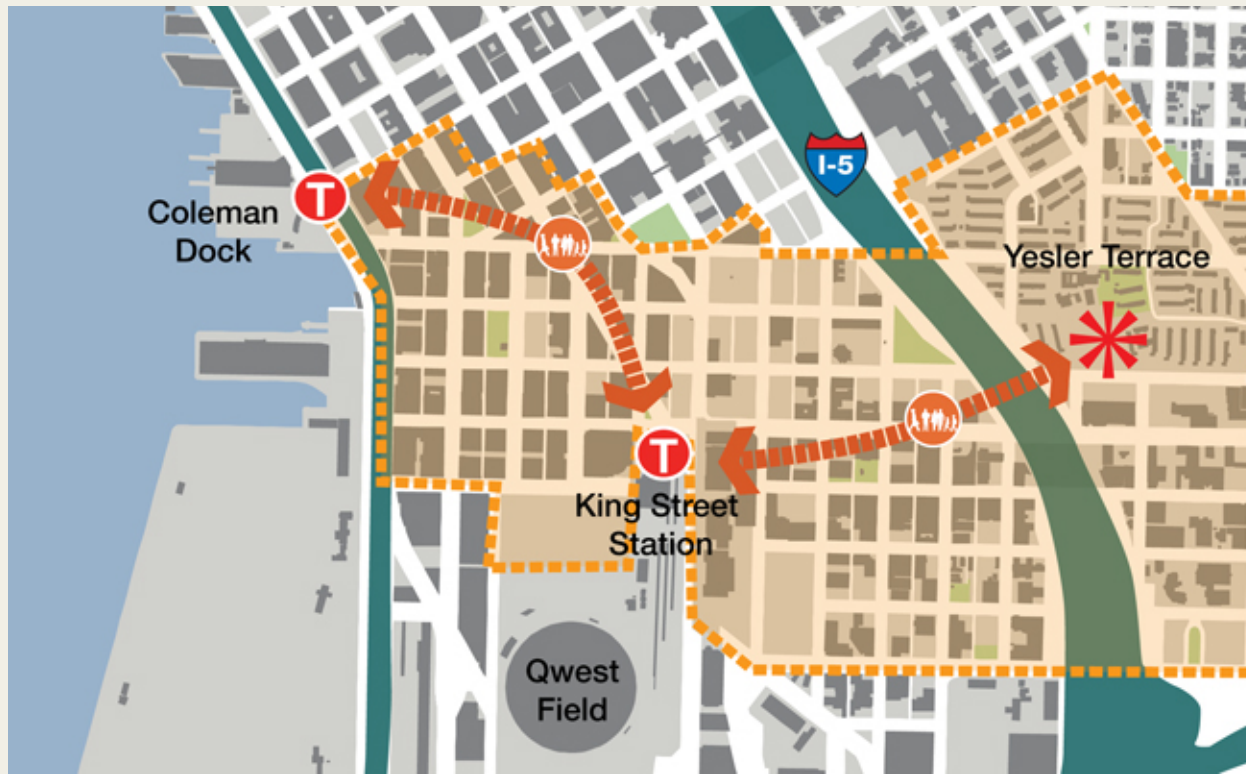 I-5
Coleman
Dock
T
Yesler Terrace
T
King Street
Station
Qwest
Field